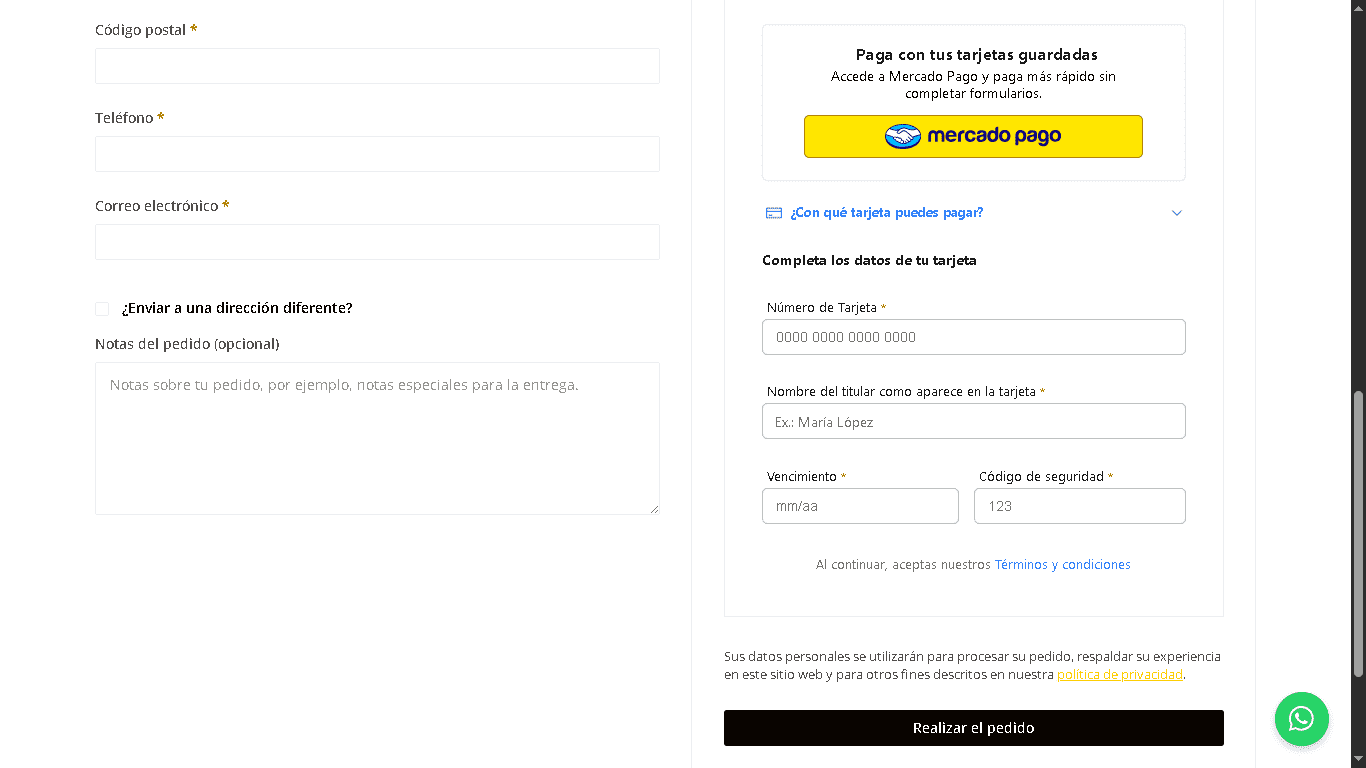 Código postal *
Teléfono *
Correo electrónico *
¿Enviar a una dirección diferente?
Notas del pedido (opcional)
Notas sobre tu pedido, por ejemplo, notas especiales para la entrega.
Paga con tus tarjetas guardadas
Accede a Mercado Pago y paga más rápido sin
completar formularios.
mercado pago
¿Con qué tarjeta puedes pagar?
Completa los datos de tu tarjeta
Número de Tarjeta *
0000 0000 0000 0000
Nombre del titular como aparece en la tarjeta *
Ex.: María López
Vencimiento *
mm/aa
Código de seguridad *
123
Al continuar, aceptas nuestros Términos y condiciones
Sus datos personales se utilizarán para procesar su pedido, respaldar su experiencia
en este sitio web y para otros fines descritos en nuestra política de privacidad.
Realizar el pedido